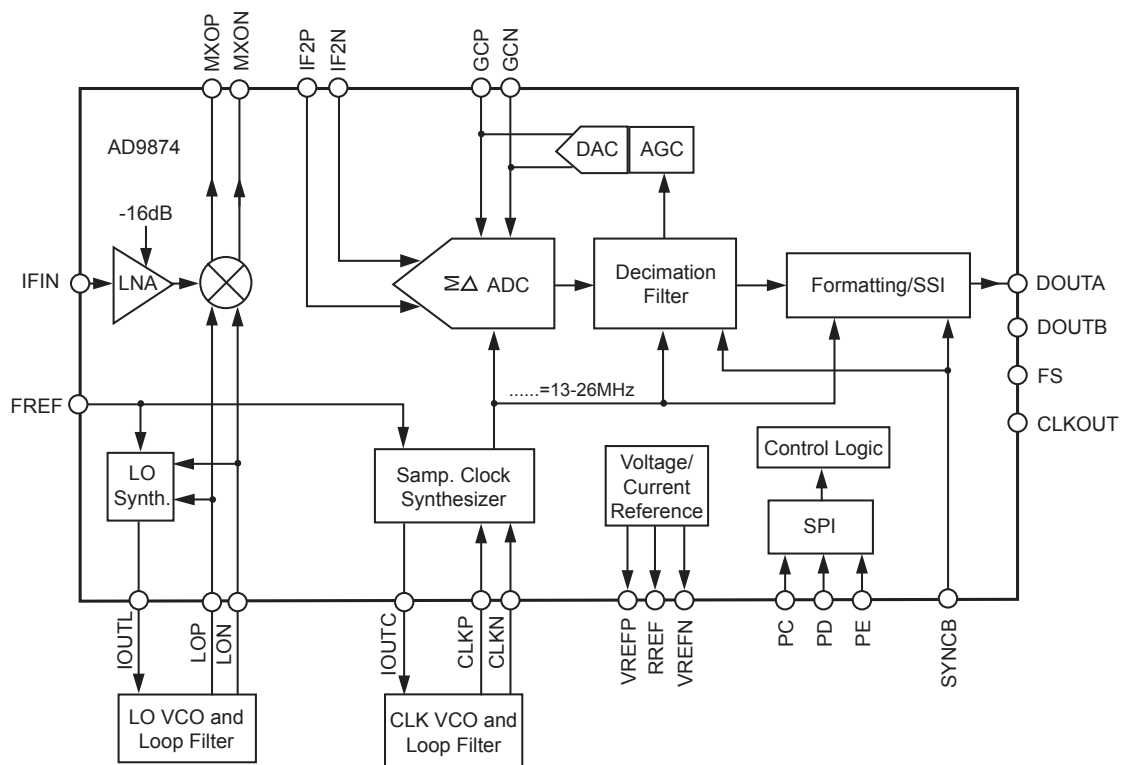 MXOP
MXON
IF2P
IF2N
GCP
GCN
AD9874
DAC
AGC
-16dB
IFIN
LNA
ΣΔ ADC
Decimation
Filter
Formatting/SSI
DOUTA
DOUTB
FS
CLKOUT
......=13-26MHz
FREF
LO
Synth.
Samp. Clock
Synthesizer
Voltage/
Current
Reference
Control Logic
SPI
IOUTL
LOP
LON
IOUTC
CLKP
CLKN
VREFP
RREF
VREFN
PC
PD
PE
SYNCB
LO VCO and
Loop Filter
CLK VCO and
Loop Filter